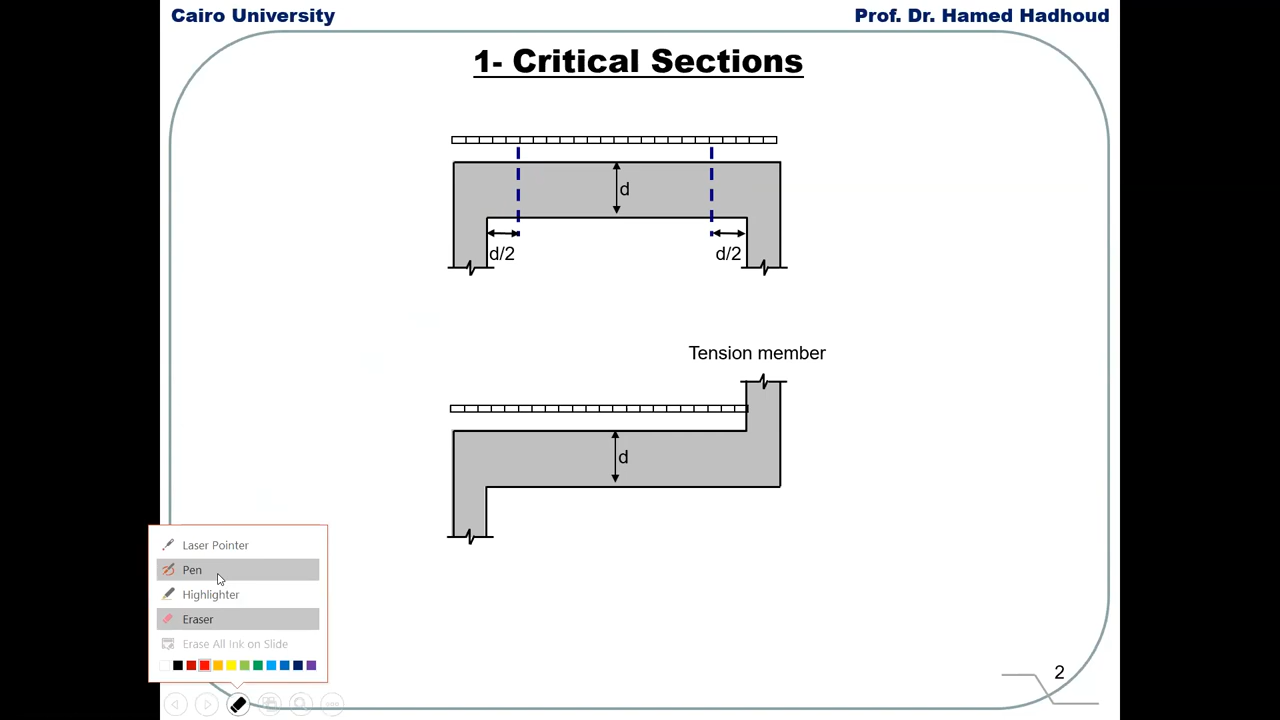 Cairo University
Prof. Dr. Hamed Hadhoud
1- Critical Sections
d
d/2
d/2
Tension member
d
Laser Pointer
Pen
Highlighter
Eraser
Erase All Ink on Slide
2